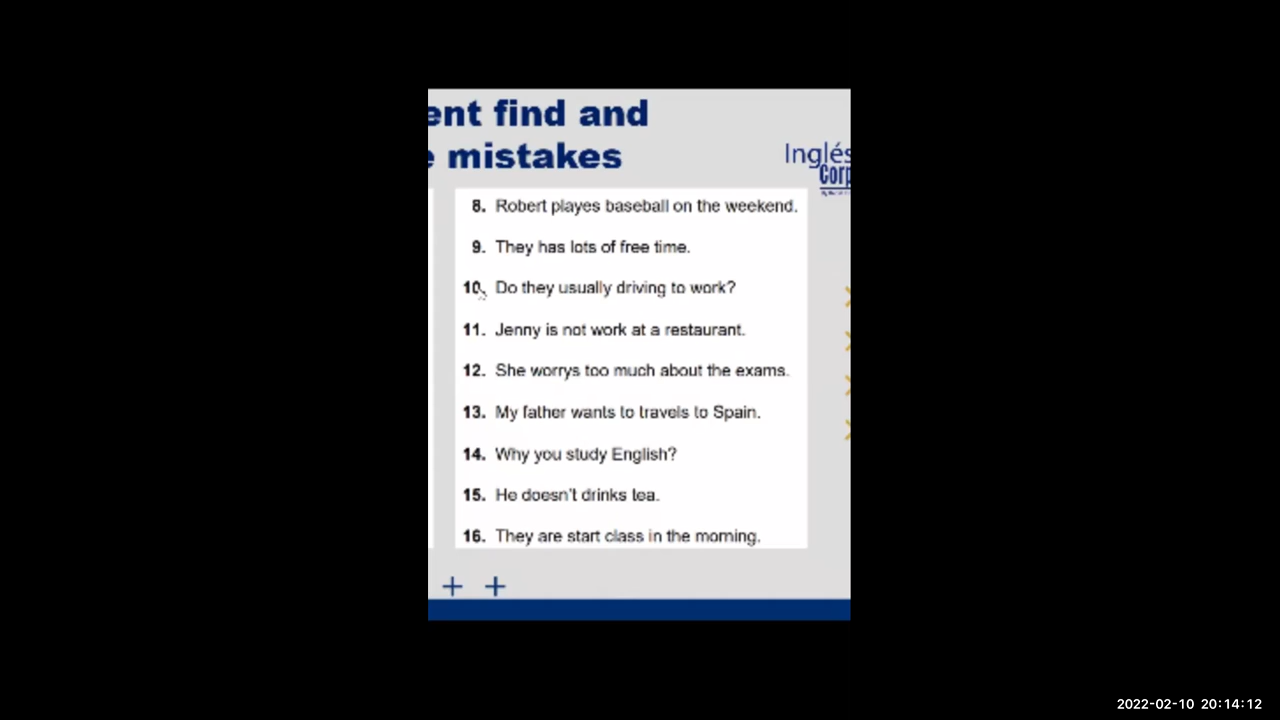 ent find and
mistakes
Inglés
Corp
8. Robert playes baseball on the weekend.
9. They has lots of free time.
10. Do they usually driving to work?
11. Jenny is not work at a restaurant.
12. She worrys too much about the exams.
13. My father wants to travels to Spain.
14. Why you study English?
15. He doesn't drinks tea.
16. They are start class in the morning.
+ +
2022-02-10 20:14:12